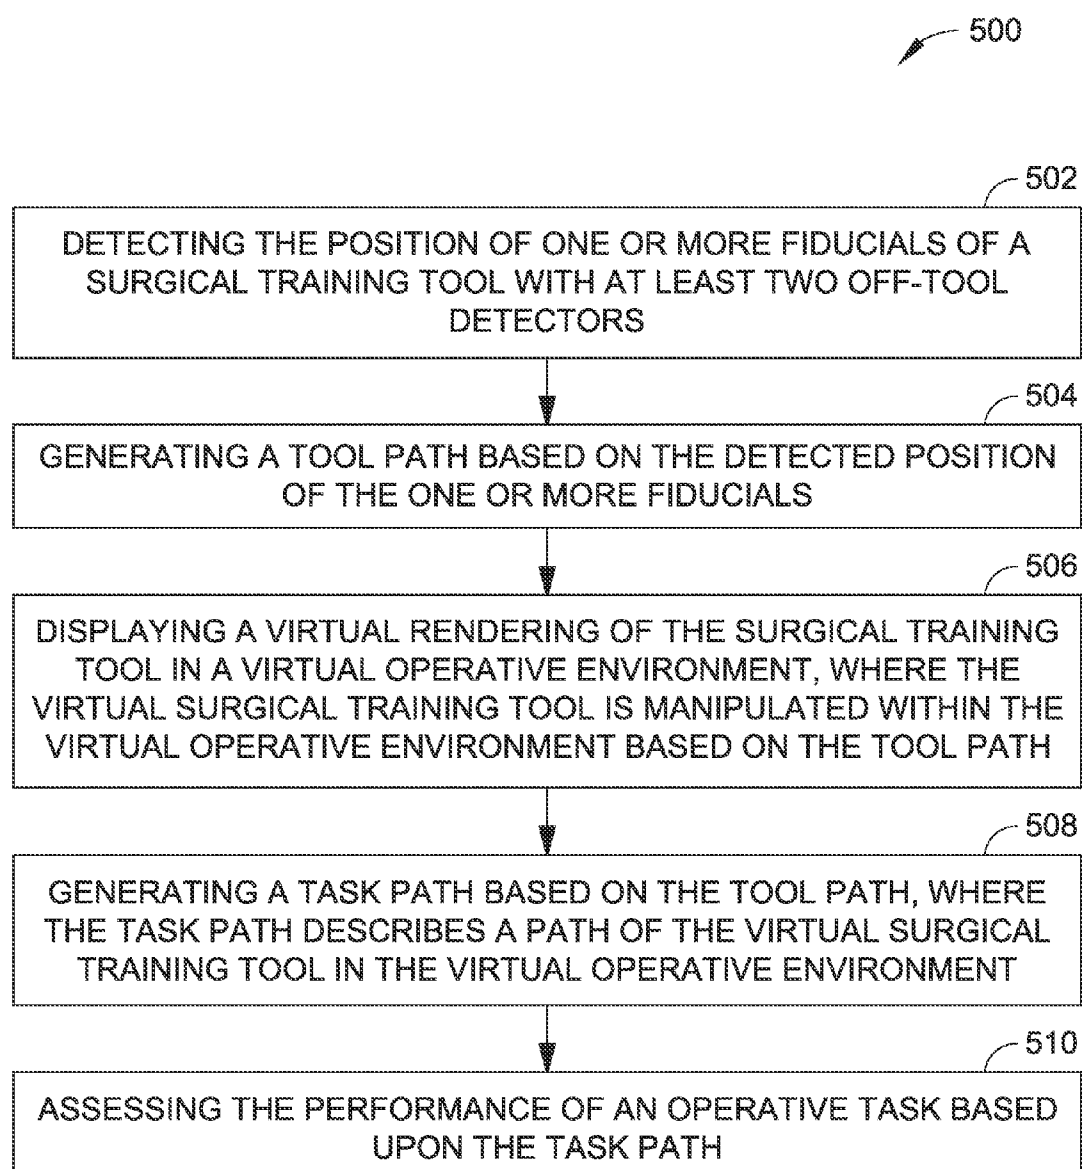 500
502
DETECTING THE POSITION OF ONE OR MORE FIDUCIALS OF A
SURGICAL TRAINING TOOL WITH AT LEAST TWO OFF-TOOL
DETECTORS
504
GENERATING A TOOL PATH BASED ON THE DETECTED POSITION
OF THE ONE OR MORE FIDUCIALS
506
DISPLAYING A VIRTUAL RENDERING OF THE SURGICAL TRAINING
TOOL IN A VIRTUAL OPERATIVE ENVIRONMENT, WHERE THE
VIRTUAL SURGICAL TRAINING TOOL IS MANIPULATED WITHIN THE
VIRTUAL OPERATIVE ENVIRONMENT BASED ON THE TOOL PATH
508
GENERATING A TASK PATH BASED ON THE TOOL PATH, WHERE
THE TASK PATH DESCRIBES A PATH OF THE VIRTUAL SURGICAL
TRAINING TOOL IN THE VIRTUAL OPERATIVE ENVIRONMENT
510
ASSESSING THE PERFORMANCE OF AN OPERATIVE TASK BASED
UPON THE TASK PATH